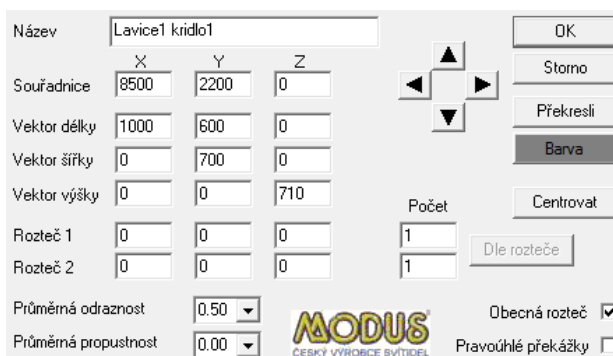 Název Lavice1 kridlo1 OK
X Y Z
Souřadnice 8500 2200 0 Storno
Vektor délky 1000 600 0 Překresli
Vektor šířky 0 700 0 Barva
Vektor výšky 0 0 710 Počet Centrovat
Rozteč 1 0 0 0 1 Dle rozteče
Rozteč 2 0 0 0 1
Průměrná odraznost 0.50 Obecná rozteč
Průměrná propustnost 0.00 Pravoúhlé překážky
MODUS
ČESKÝ VÝROBCE SVÍTIDEL